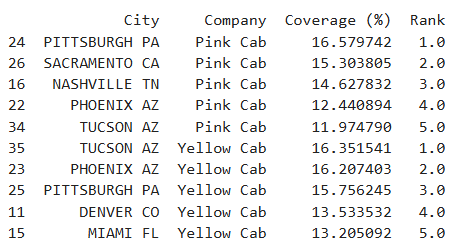 City Company Coverage (%) Rank
24 PITTSBURGH PA Pink Cab 16.579742 1.0
26 SACRAMENTO CA Pink Cab 15.303805 2.0
16 NASHVILLE TN Pink Cab 14.627832 3.0
22 PHOENIX AZ Pink Cab 12.440894 4.0
34 TUCSON AZ Pink Cab 11.974790 5.0
35 TUCSON AZ Yellow Cab 16.351541 1.0
23 PHOENIX AZ Yellow Cab 16.207403 2.0
25 PITTSBURGH PA Yellow Cab 15.756245 3.0
11 DENVER CO Yellow Cab 13.533532 4.0
15 MIAMI FL Yellow Cab 13.205092 5.0